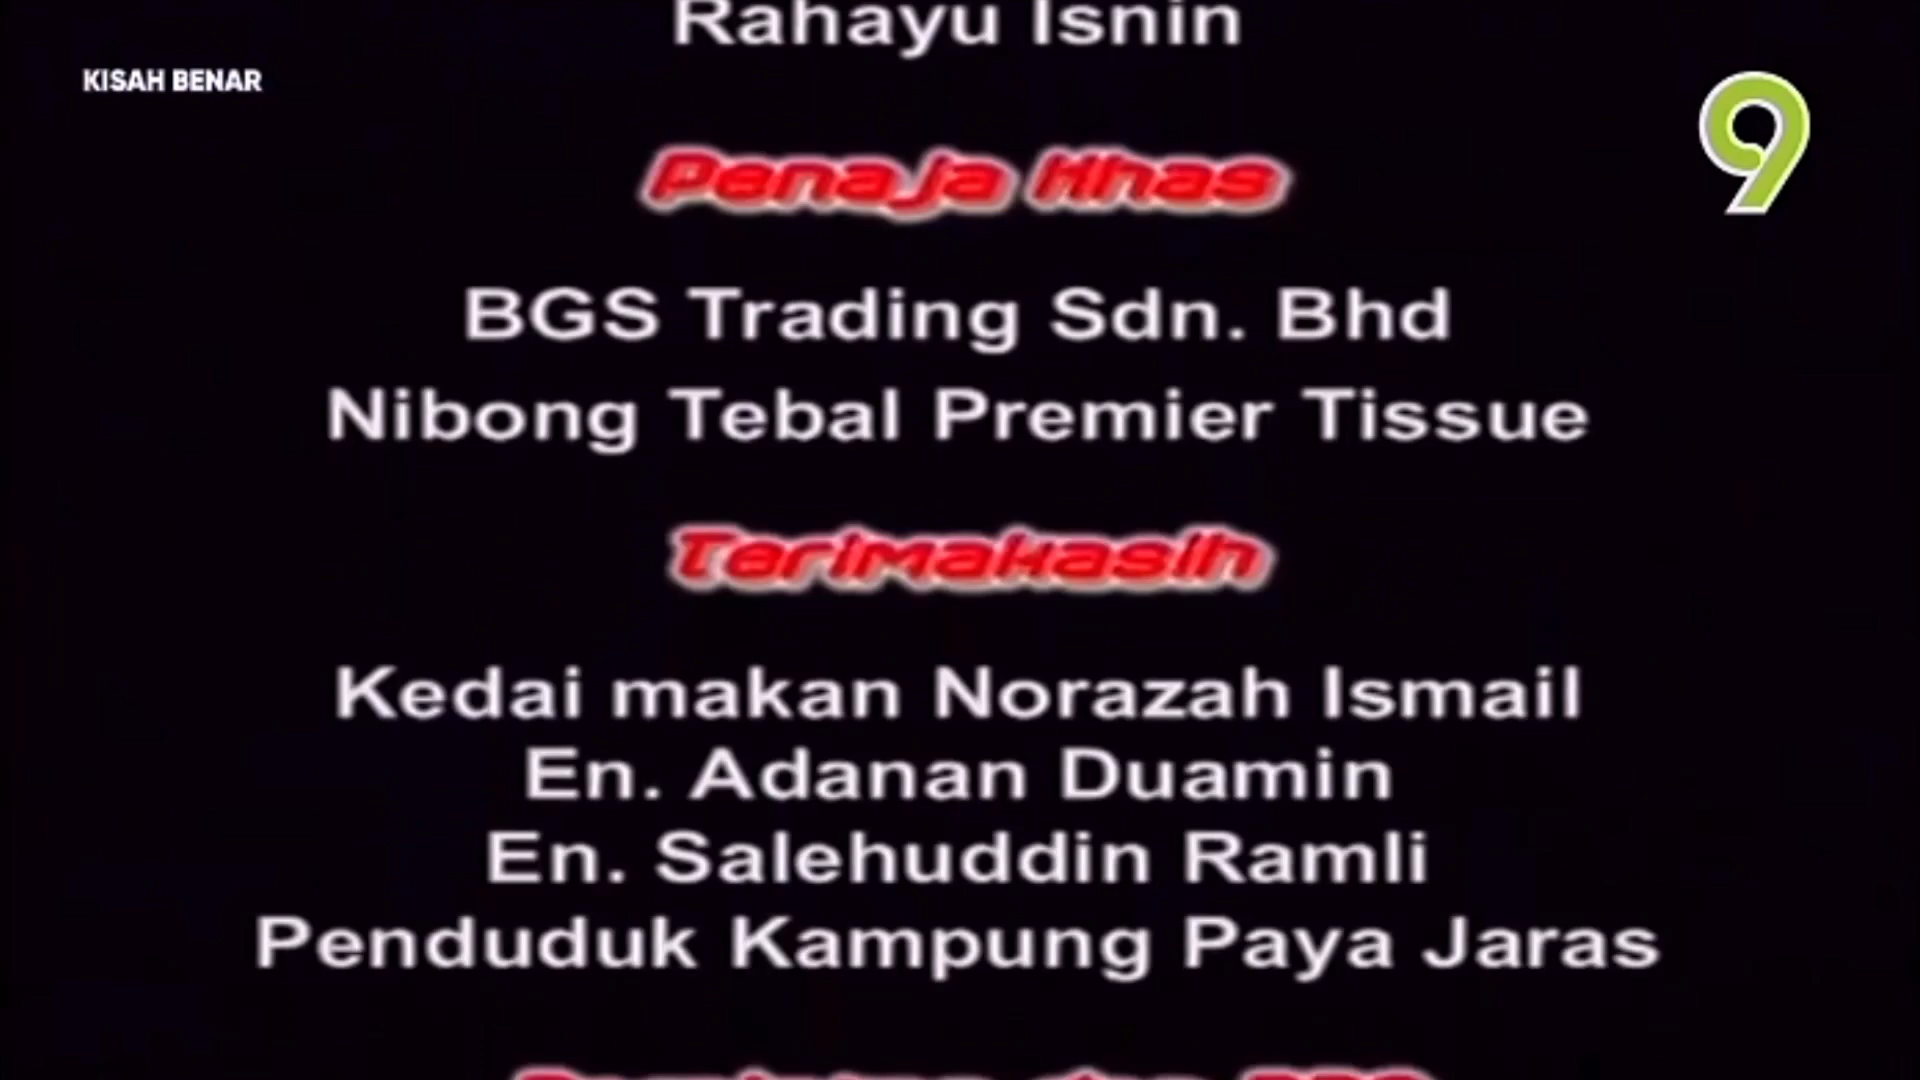 Rahayu Isnin
KISAH BENAR
9
Penaja Khas
BGS Trading Sdn. Bhd
Nibong Tebal Premier Tissue
Terimakasih
Kedai makan Norazah Ismail
En. Adanan Duamin
En. Salehuddin Ramli
Penduduk Kampung Paya Jaras